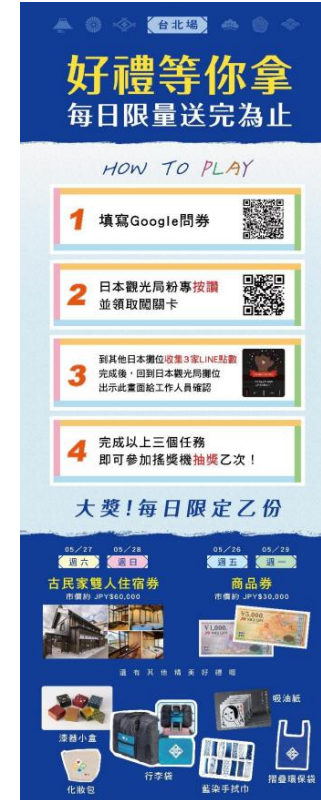 台北場
好禮等你拿
每日限量送完為止
HOW TO PLAY
1 填寫Google問券
2 日本觀光局粉專按讚
並領取闖關卡
3 到其他日本攤位收集3家LINE點數
完成後，回到日本觀光局攤位
出示此畫面給工作人員確認
4 完成以上三個任務
即可參加搖獎機抽獎乙次！
大獎！每日限定乙份
05/27 05/28
週六 週日
古民家雙人住宿券
市價約 JPY$60,000
05/26 05/29
週五 週一
商品券
市價約 JPY$30,000
¥5,000
¥1,000
還有其他精美好禮喔
漆器小盒
化妝包
行李袋
吸油紙
藍染手拭巾
摺疊環保袋